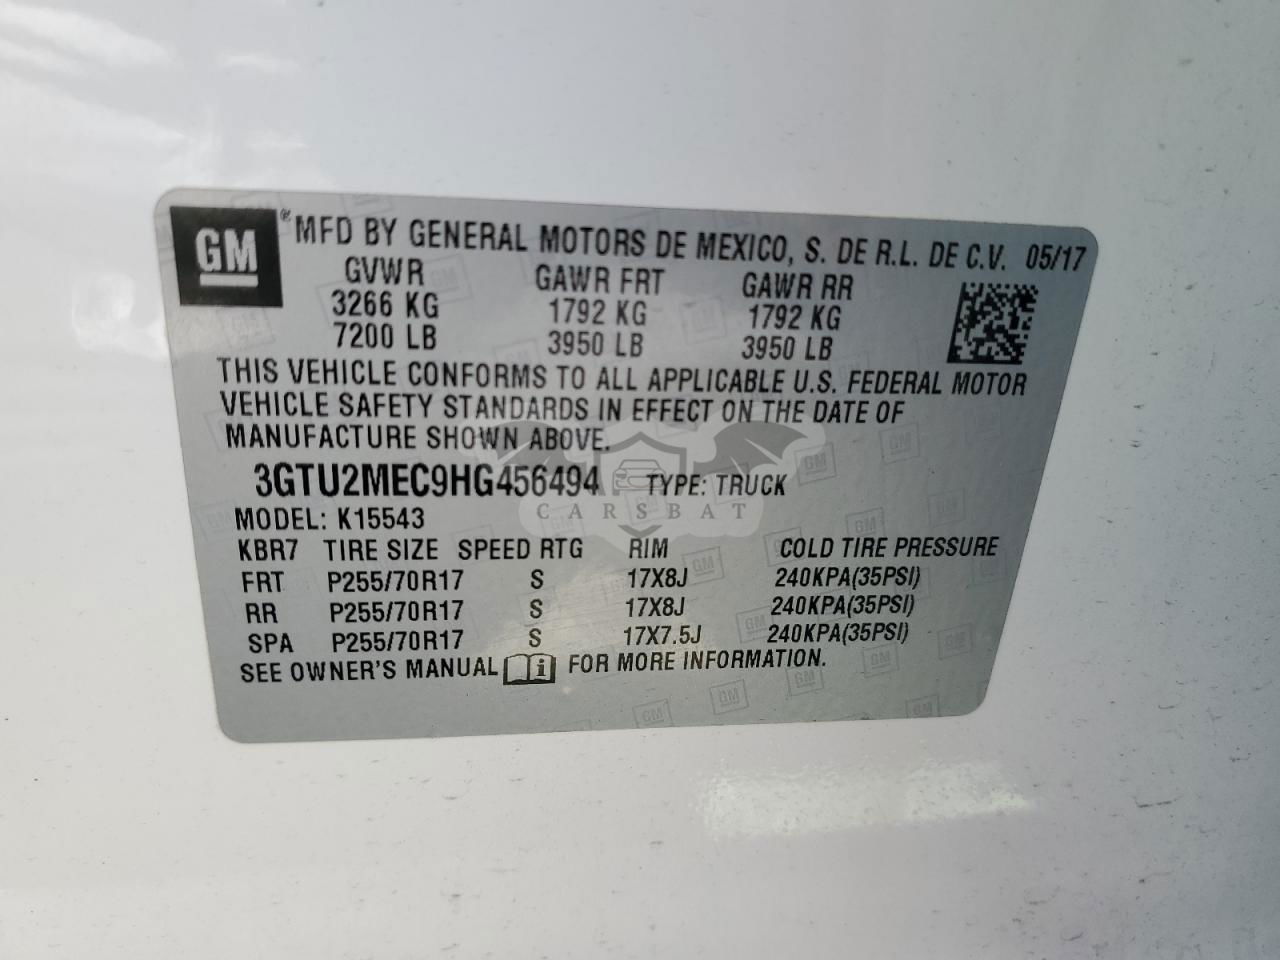 GM ® MFD BY GENERAL MOTORS DE MEXICO, S. DE R.L. DE C.V. 05/17
GVWR GAWR FRT GAWR RR
3266 KG 1792 KG 1792 KG
7200 LB 3950 LB 3950 LB
THIS VEHICLE CONFORMS TO ALL APPLICABLE U.S. FEDERAL MOTOR
VEHICLE SAFETY STANDARDS IN EFFECT ON THE DATE OF
MANUFACTURE SHOWN ABOVE.
3GTU2MEC9HG456494 TYPE: TRUCK
CARSBAT
MODEL: K15543
KBR7 TIRE SIZE SPEED RTG RIM COLD TIRE PRESSURE
FRT P255/70R17 S 17X8J 240KPA(35PSI)
RR P255/70R17 S 17X8J 240KPA(35PSI)
SPA P255/70R17 S 17X7.5J 240KPA(35PSI)
SEE OWNER'S MANUAL i FOR MORE INFORMATION.